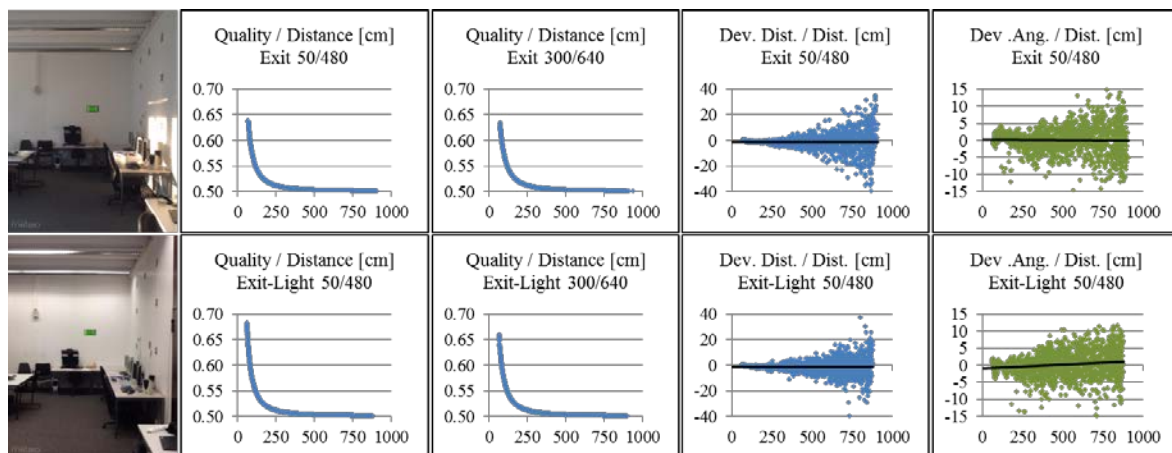 Quality / Distance [cm]
Exit 50/480
0.70
0.65
0.60
0.55
0.50
0 250 500 750 1000
Quality / Distance [cm]
Exit 300/640
0.70
0.65
0.60
0.55
0.50
0 250 500 750 1000
Dev. Dist. / Dist. [cm]
Exit 50/480
40
20
0
-20
-40
0 250 500 750 1000
Dev .Ang. / Dist. [cm]
Exit 50/480
15
10
5
0
-5
-10
-15
0 250 500 750 1000
Quality / Distance [cm]
Exit-Light 50/480
0.70
0.65
0.60
0.55
0.50
0 250 500 750 1000
Quality / Distance [cm]
Exit-Light 300/640
0.70
0.65
0.60
0.55
0.50
0 250 500 750 1000
Dev. Dist. / Dist. [cm]
Exit-Light 50/480
40
20
0
-20
-40
0 250 500 750 1000
Dev .Ang. / Dist. [cm]
Exit-Light 50/480
15
10
5
0
-5
-10
-15
0 250 500 750 1000